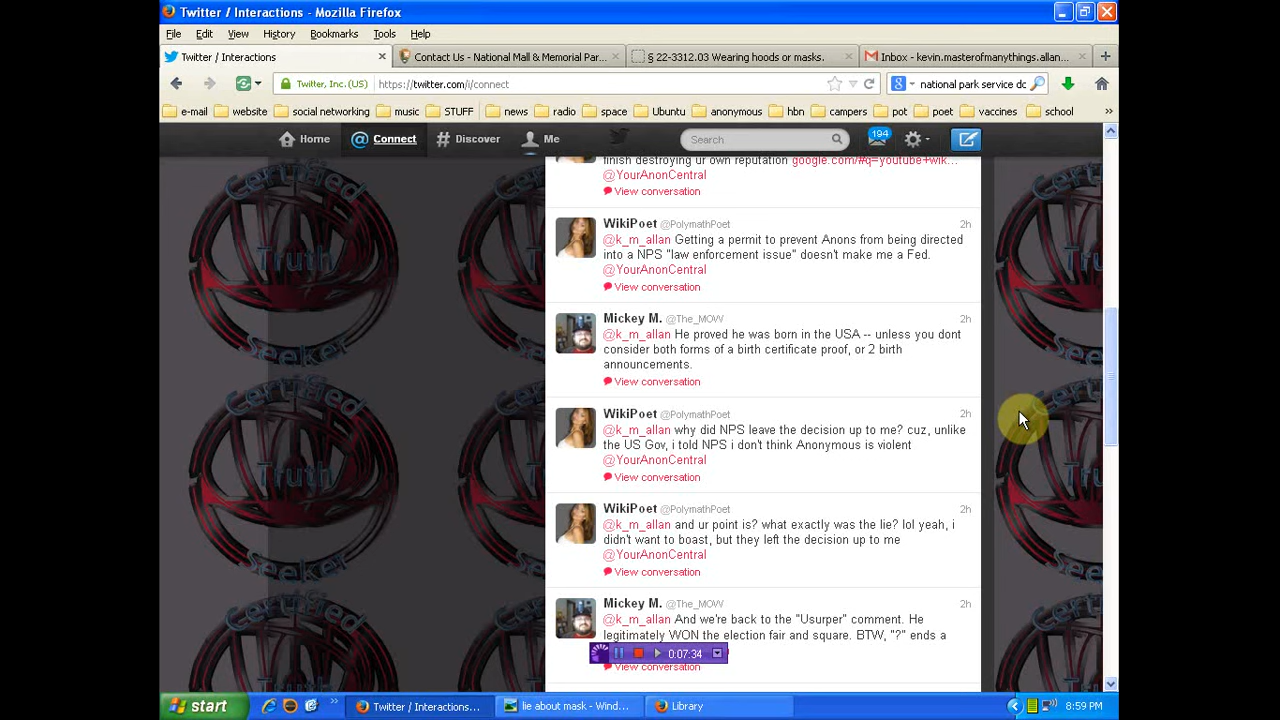 Twitter / Interactions - Mozilla Firefox
File Edit View History Bookmarks Tools Help
Twitter / Interactions
Contact Us - National Mall & Memorial Par...
§ 22-3312.03 Wearing hoods or masks.
Inbox - kevin.masterofmanythings.allan...
Twitter, Inc. (US)
https://twitter.com/i/connect
national park service dc
e-mail website social networking music STUFF news radio space Ubuntu anonymous hbn campers pot poet vaccines school »
Home @ Connect # Discover Me Search 194
finish destroying ur own reputation google.com/#q=youtube+wik...
@YourAnonCentral
View conversation
WikiPoet @PolymathPoet 2h
@k_m_allan Getting a permit to prevent Anons from being directed
into a NPS "law enforcement issue" doesn't make me a Fed.
@YourAnonCentral
View conversation
Mickey M. @The_MOW 2h
@k_m_allan He proved he was born in the USA -- unless you dont
consider both forms of a birth certificate proof, or 2 birth
announcements.
View conversation
WikiPoet @PolymathPoet 2h
@k_m_allan why did NPS leave the decision up to me? cuz, unlike
the US Gov, i told NPS i don't think Anonymous is violent
@YourAnonCentral
View conversation
WikiPoet @PolymathPoet 2h
@k_m_allan and ur point is? what exactly was the lie? lol yeah, i
didn't want to boast, but they left the decision up to me
@YourAnonCentral
View conversation
Mickey M. @The_MOW 2h
@k_m_allan And we're back to the "Usurper" comment. He
legitimately WON the election fair and square. BTW, "?" ends a
0:07:34
View conversation
Certified
Truth
Seeker
Certified
Truth
Seeker
start
Twitter / Interactions...
lie about mask - Wind...
Library
8:59 PM